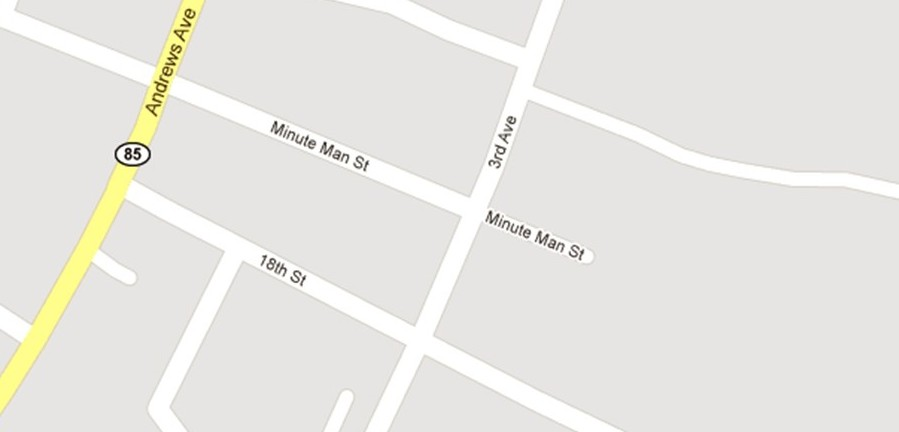 Andrews Ave
Minute Man St
3rd Ave
85
Minute Man St
18th St